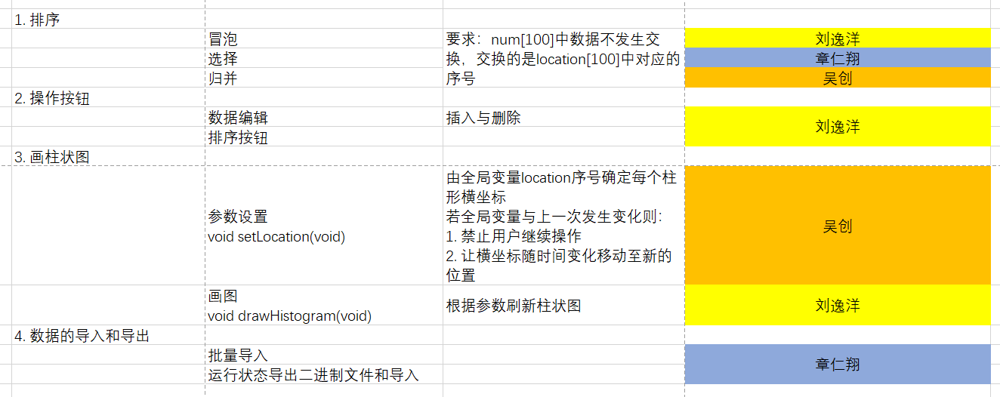 1. 排序
冒泡
要求：num[100]中数据不发生交
刘逸洋
选择
换，交换的是location[100]中对应的
章仁翔
归并
序号
吴创
2. 操作按钮
数据编辑
插入与删除
刘逸洋
排序按钮
3. 画柱状图
参数设置
void setLocation(void)
由全局变量location序号确定每个柱
形横坐标
若全局变量与上一次发生变化则：
1. 禁止用户继续操作
2. 让横坐标随时间变化移动至新的
位置
吴创
画图
void drawHistogram(void)
根据参数刷新柱状图
刘逸洋
4. 数据的导入和导出
批量导入
运行状态导出二进制文件和导入
章仁翔